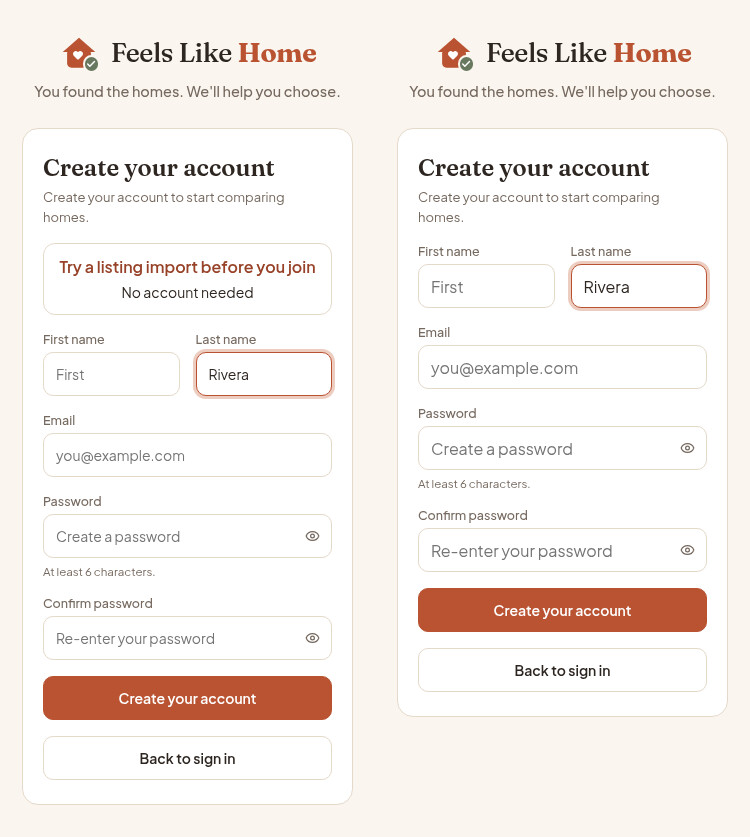 Feels Like Home
You found the homes. We'll help you choose.
Create your account
Create your account to start comparing
homes.
Try a listing import before you join
No account needed
First name
Last name
First
Rivera
Email
you@example.com
Password
Create a password
At least 6 characters.
Confirm password
Re-enter your password
Create your account
Back to sign in
Feels Like Home
You found the homes. We'll help you choose.
Create your account
Create your account to start comparing
homes.
First name
Last name
First
Rivera
Email
you@example.com
Password
Create a password
At least 6 characters.
Confirm password
Re-enter your password
Create your account
Back to sign in